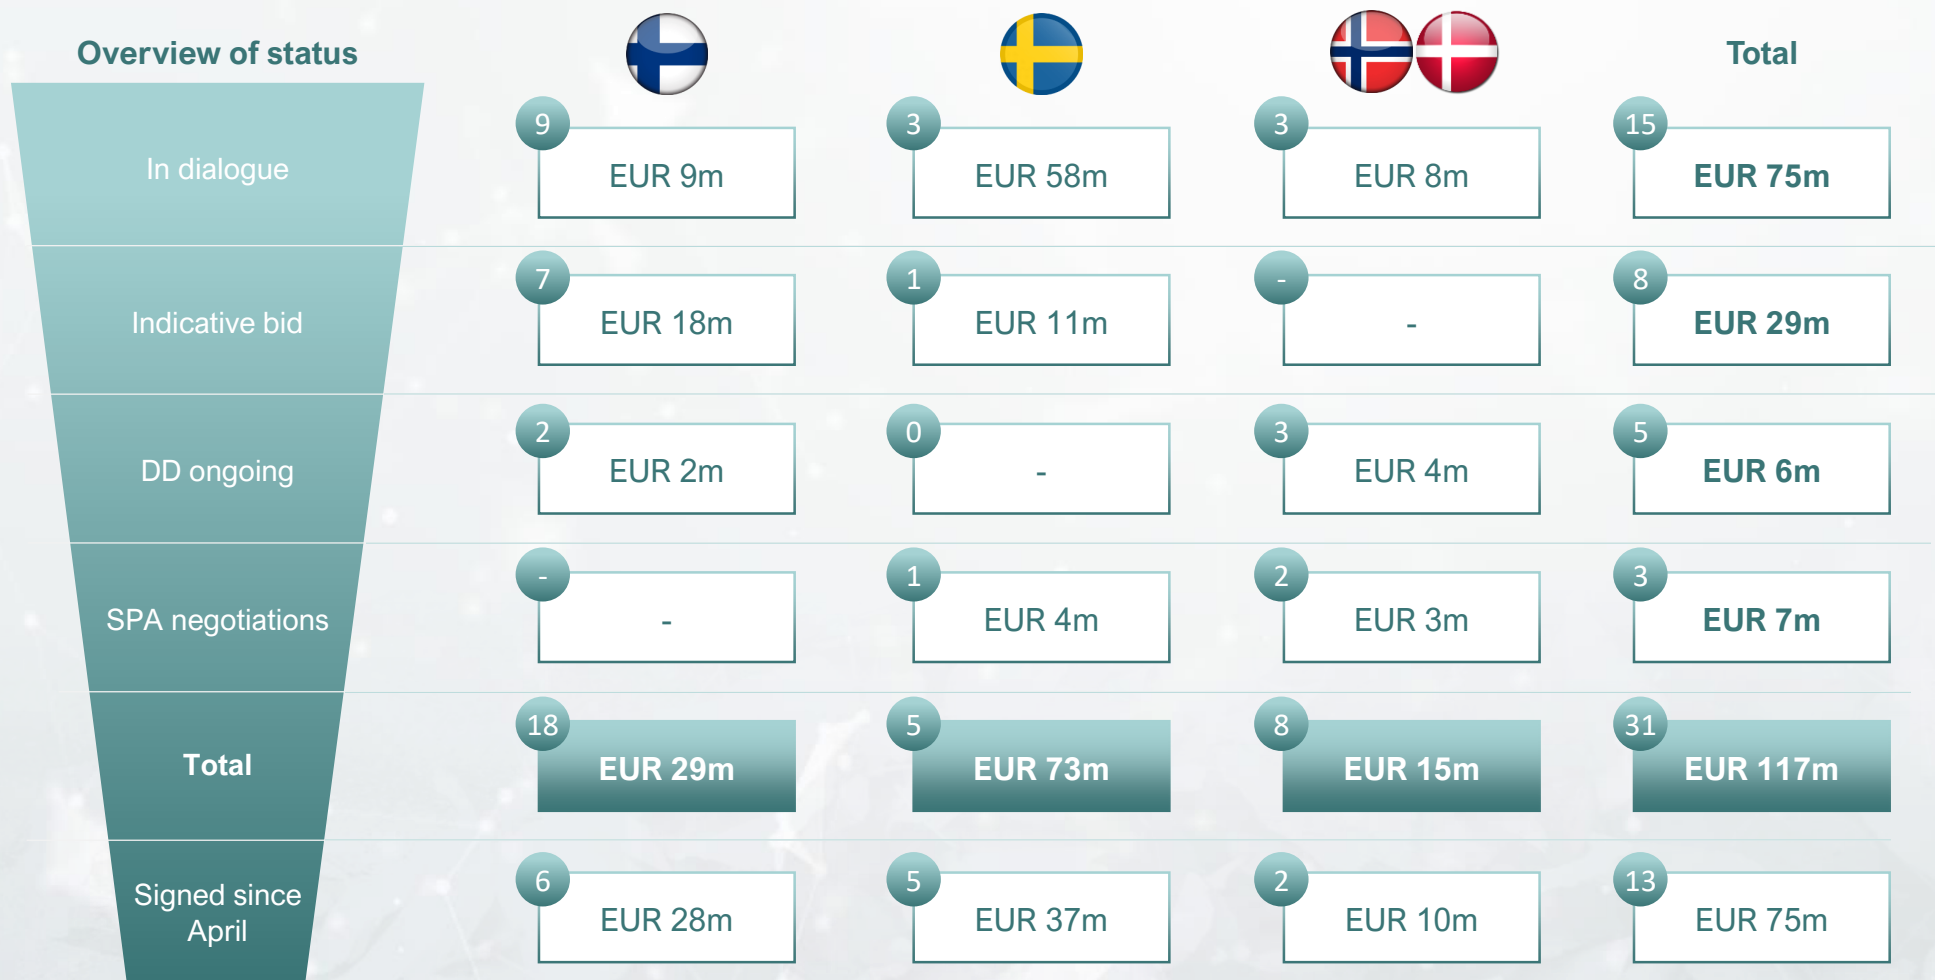 Overview of status
Total
In dialogue
9
EUR 9m
3
EUR 58m
3
EUR 8m
15
EUR 75m
Indicative bid
7
EUR 18m
1
EUR 11m
-
-
8
EUR 29m
DD ongoing
2
EUR 2m
0
-
3
EUR 4m
5
EUR 6m
SPA negotiations
-
-
1
EUR 4m
2
EUR 3m
3
EUR 7m
Total
18
EUR 29m
5
EUR 73m
8
EUR 15m
31
EUR 117m
Signed since
April
6
EUR 28m
5
EUR 37m
2
EUR 10m
13
EUR 75m